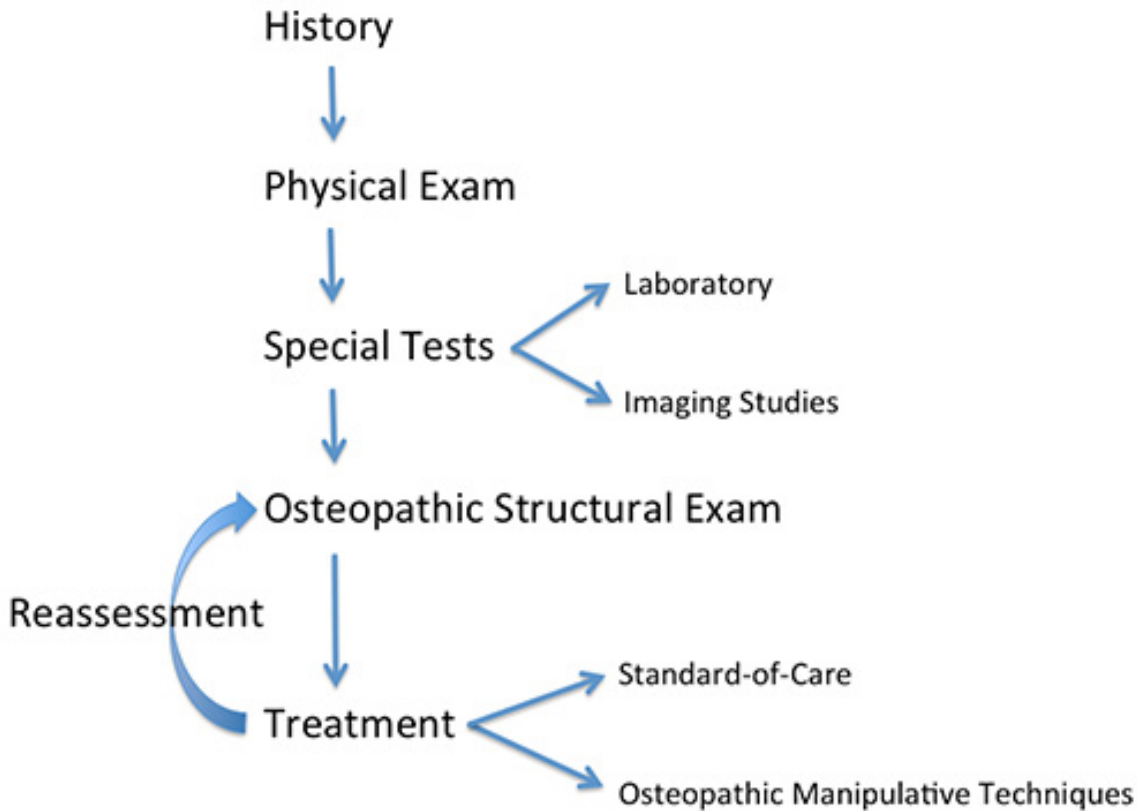 History
Physical Exam
Special Tests
Laboratory
Imaging Studies
Osteopathic Structural Exam
Reassessment
Treatment
Standard-of-Care
Osteopathic Manipulative Techniques